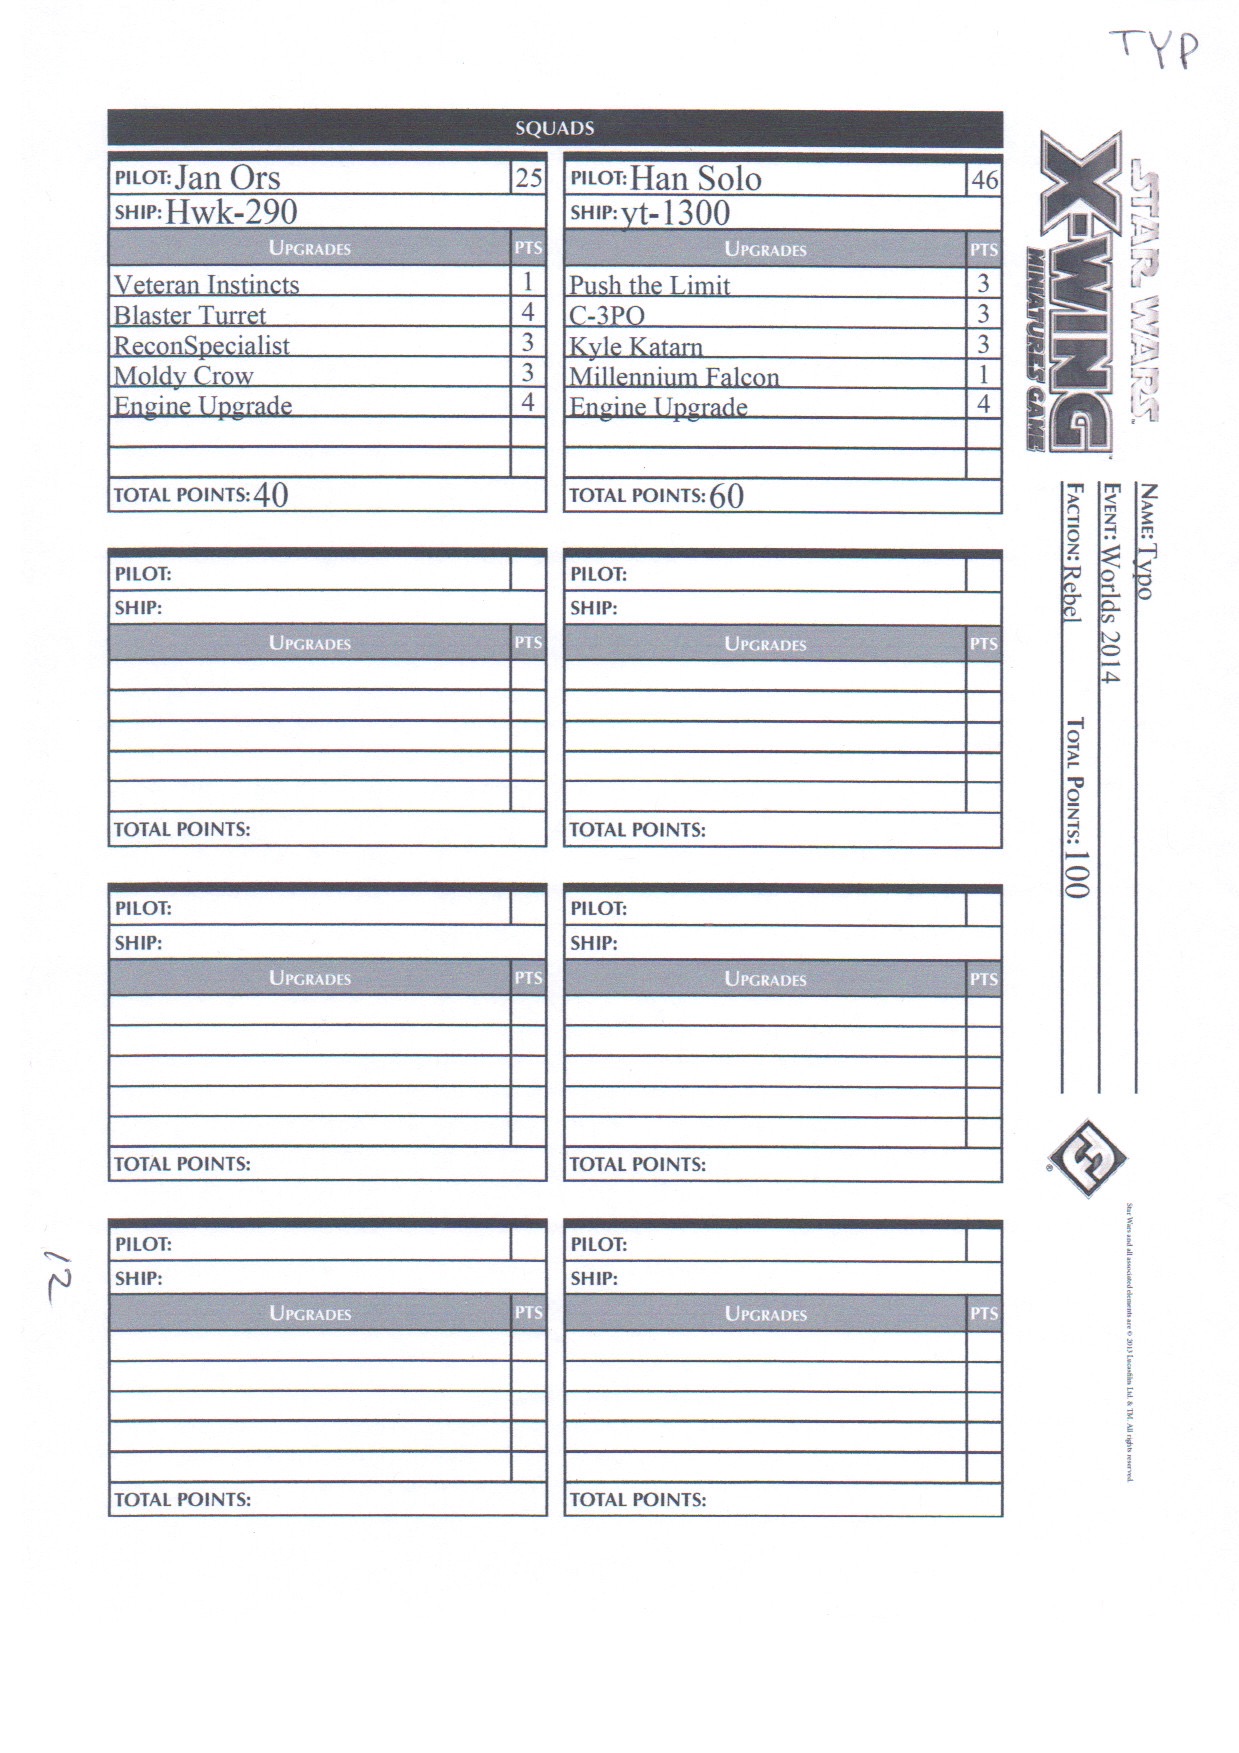 TYP
SQUADS
PILOT: Jan Ors 25
SHIP: Hwk-290
UPGRADES PTS
Veteran Instincts 1
Blaster Turret 4
ReconSpecialist 3
Moldy Crow 3
Engine Upgrade 4
TOTAL POINTS: 40
PILOT: Han Solo 46
SHIP: yt-1300
UPGRADES PTS
Push the Limit 3
C-3PO 3
Kyle Katarn 3
Millennium Falcon 1
Engine Upgrade 4
TOTAL POINTS: 60
PILOT:
SHIP:
UPGRADES PTS
TOTAL POINTS:
PILOT:
SHIP:
UPGRADES PTS
TOTAL POINTS:
PILOT:
SHIP:
UPGRADES PTS
TOTAL POINTS:
PILOT:
SHIP:
UPGRADES PTS
TOTAL POINTS:
PILOT:
SHIP:
UPGRADES PTS
TOTAL POINTS:
PILOT:
SHIP:
UPGRADES PTS
TOTAL POINTS:
STAR WARS™
X-WING™
MINIATURES GAME
NAME: Typo
EVENT: Worlds 2014
FACTION: Rebel TOTAL POINTS: 100
®
Star Wars and all associated elements are © 2013 Lucasfilm Ltd. & TM. All rights reserved.
12